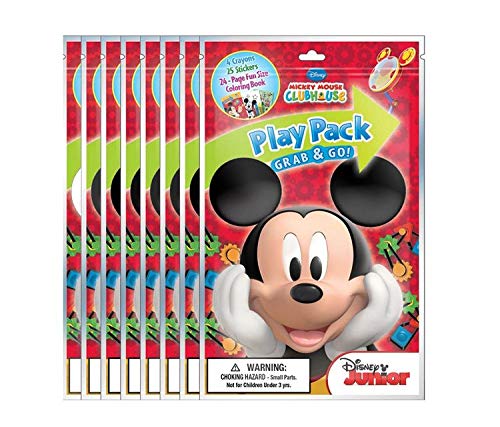 4 Crayons
25 Stickers
24 - Page Fun Size
Coloring Book
Disney
MICKEY MOUSE
CLUBHOUSE
Play Pack
GRAB & GO!
WARNING:
CHOKING HAZARD - Small Parts.
Not for Children Under 3 yrs.
Disney
Junior